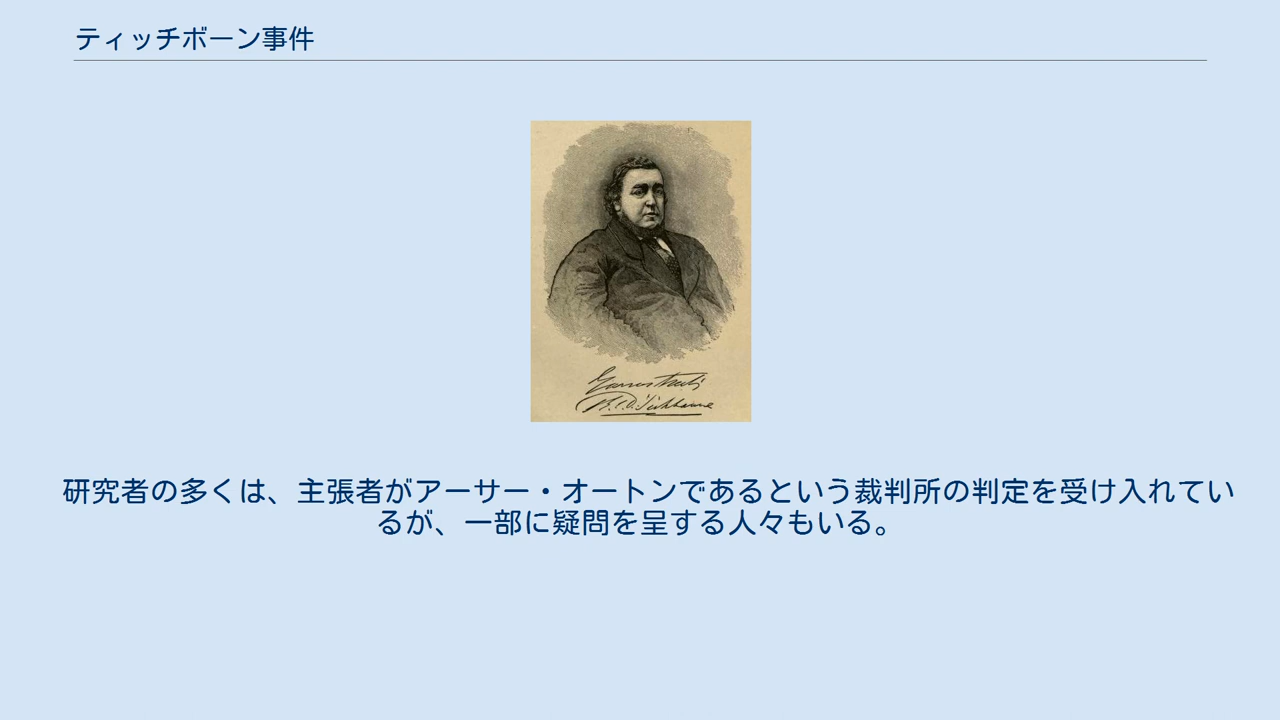 ティッチボーン事件
研究者の多くは、主張者がアーサー・オートンであるという裁判所の判定を受け入れてい
るが、一部に疑問を呈する人々もいる。